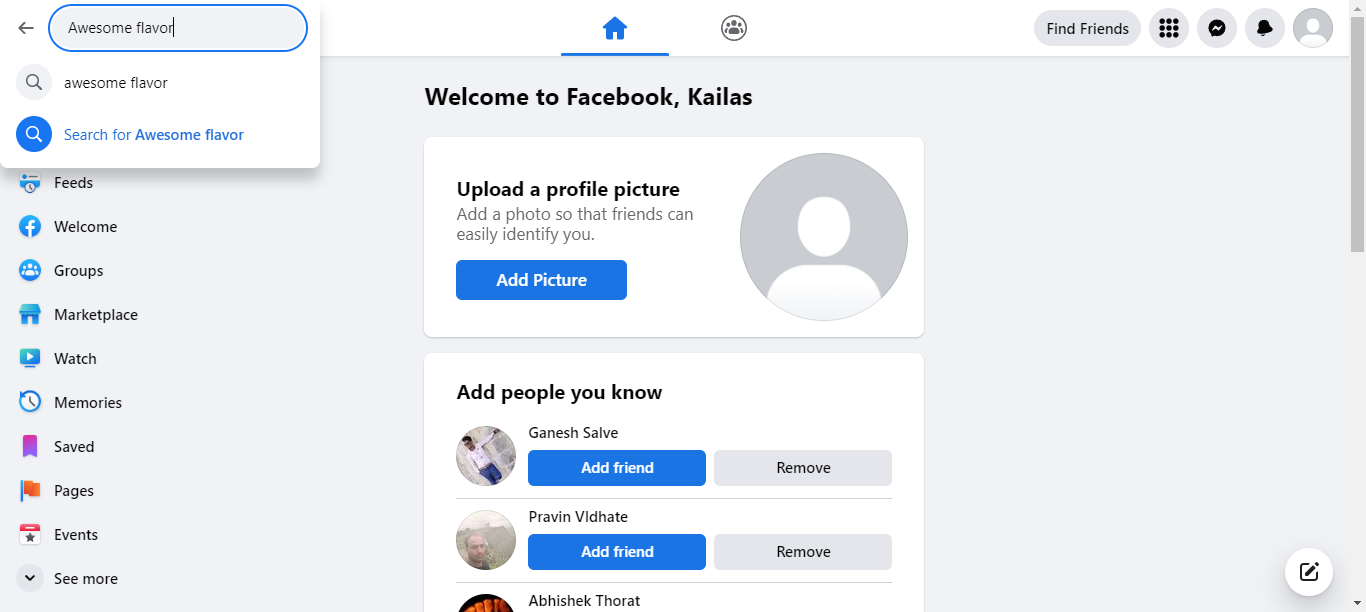 Awesome flavor
awesome flavor
Search for Awesome flavor
Find Friends
Feeds
Welcome
Groups
Marketplace
Watch
Memories
Saved
Pages
Events
See more
Welcome to Facebook, Kailas
Upload a profile picture
Add a photo so that friends can
easily identify you.
Add Picture
Add people you know
Ganesh Salve
Add friend Remove
Pravin Vldhate
Add friend Remove
Abhishek Thorat